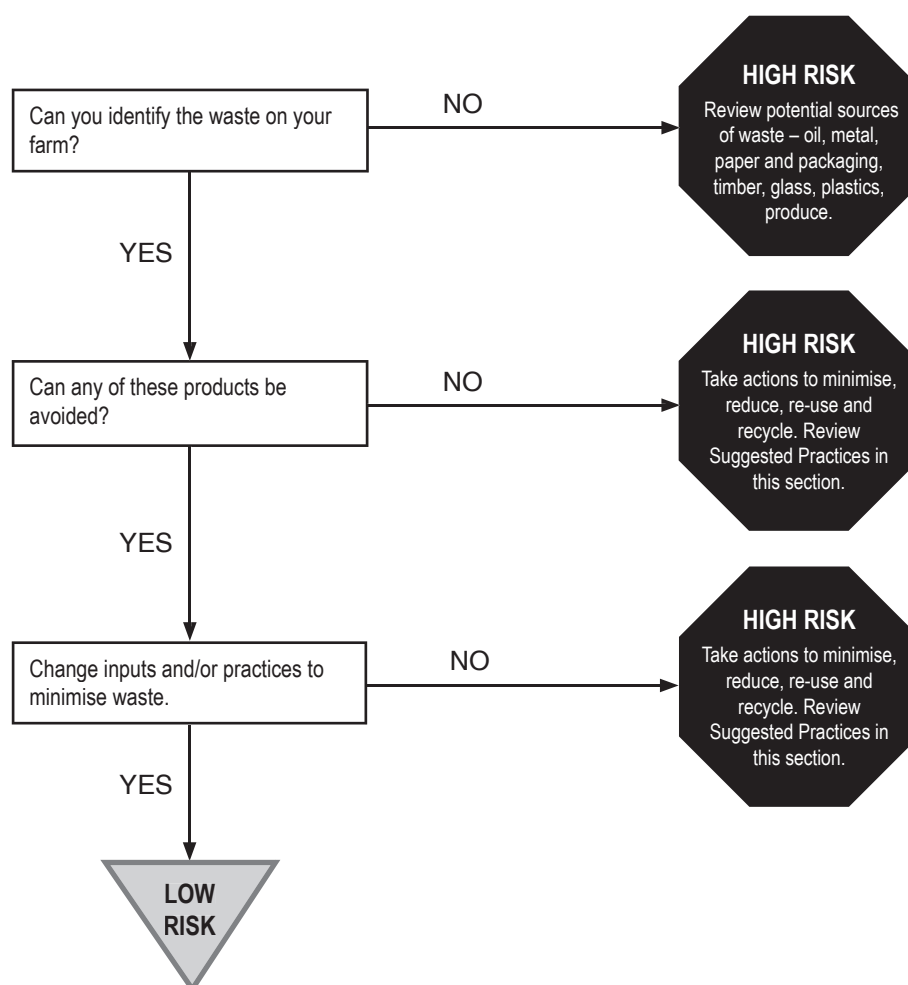 Can you identify the waste on your
farm?
NO
HIGH RISK
Review potential sources
of waste – oil, metal,
paper and packaging,
timber, glass, plastics,
produce.
YES
Can any of these products be
avoided?
NO
HIGH RISK
Take actions to minimise,
reduce, re-use and
recycle. Review
Suggested Practices in
this section.
YES
Change inputs and/or practices to
minimise waste.
NO
HIGH RISK
Take actions to minimise,
reduce, re-use and
recycle. Review
Suggested Practices in
this section.
YES
LOW
RISK